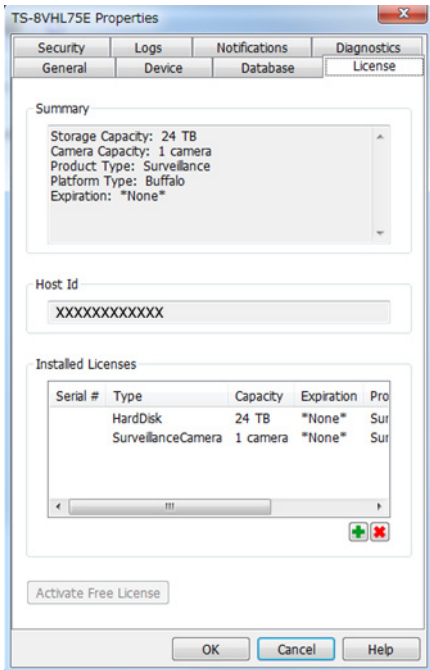 TS-8VHL75E Properties
Security Logs Notifications Diagnostics
General Device Database License
Summary
Storage Capacity: 24 TB
Camera Capacity: 1 camera
Product Type: Surveillance
Platform Type: Buffalo
Expiration: *None*
Host Id
XXXXXXXXXXXX
Installed Licenses
Serial # Type Capacity Expiration Pro
HardDisk 24 TB *None* Sur
SurveillanceCamera 1 camera *None* Sur
Activate Free License
OK Cancel Help